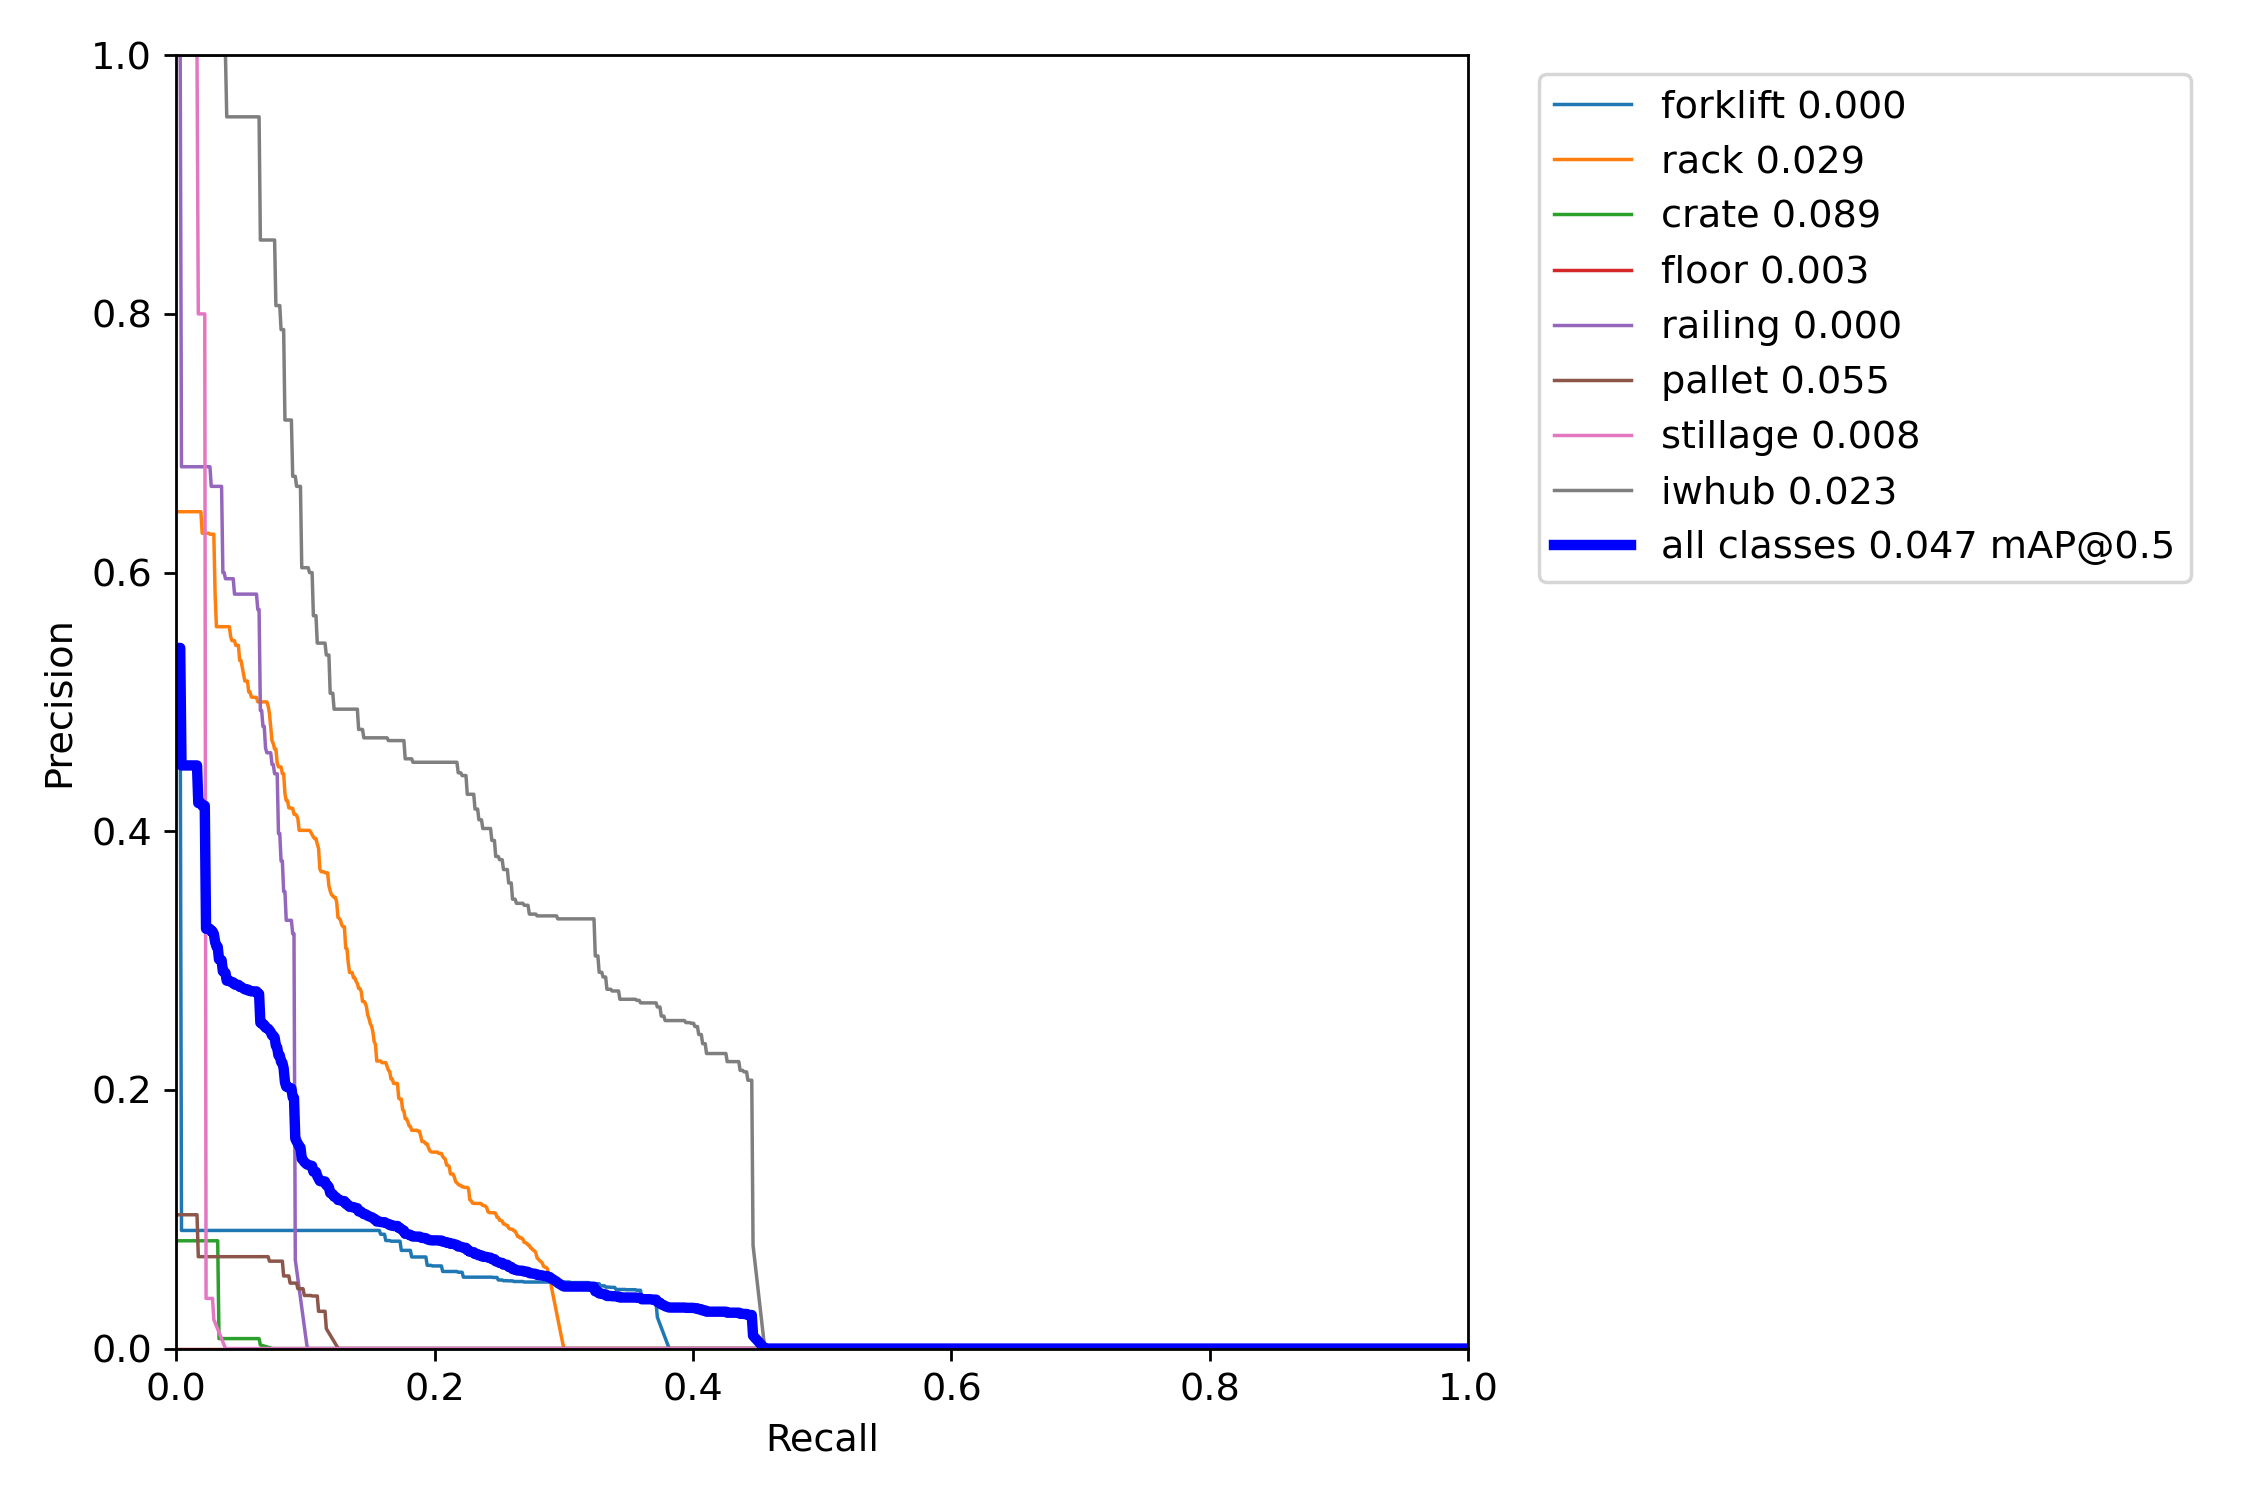 1.0
0.8
0.6
0.4
0.2
0.0
Precision
0.0 0.2 0.4 0.6 0.8 1.0
Recall
forklift 0.000
rack 0.029
crate 0.089
floor 0.003
railing 0.000
pallet 0.055
stillage 0.008
iwhub 0.023
all classes 0.047 mAP@0.5